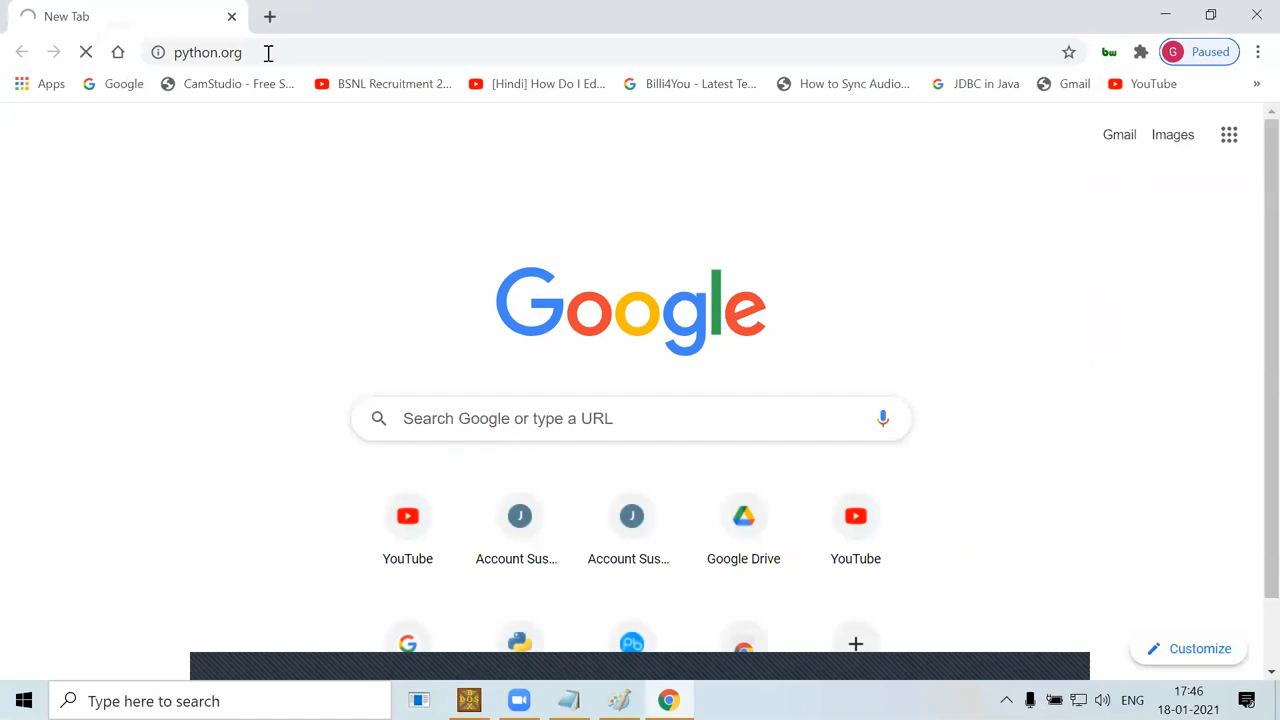 New Tab
python.org
G Paused
Apps Google CamStudio - Free S... BSNL Recruitment 2... [Hindi] How Do I Ed... Billi4You - Latest Te... How to Sync Audio... JDBC in Java Gmail YouTube »
Gmail Images
Google
Search Google or type a URL
J J
YouTube Account Sus... Account Sus... Google Drive YouTube
G Pb
Customize
Type here to search
DOS
ENG
17:46
18-01-2021